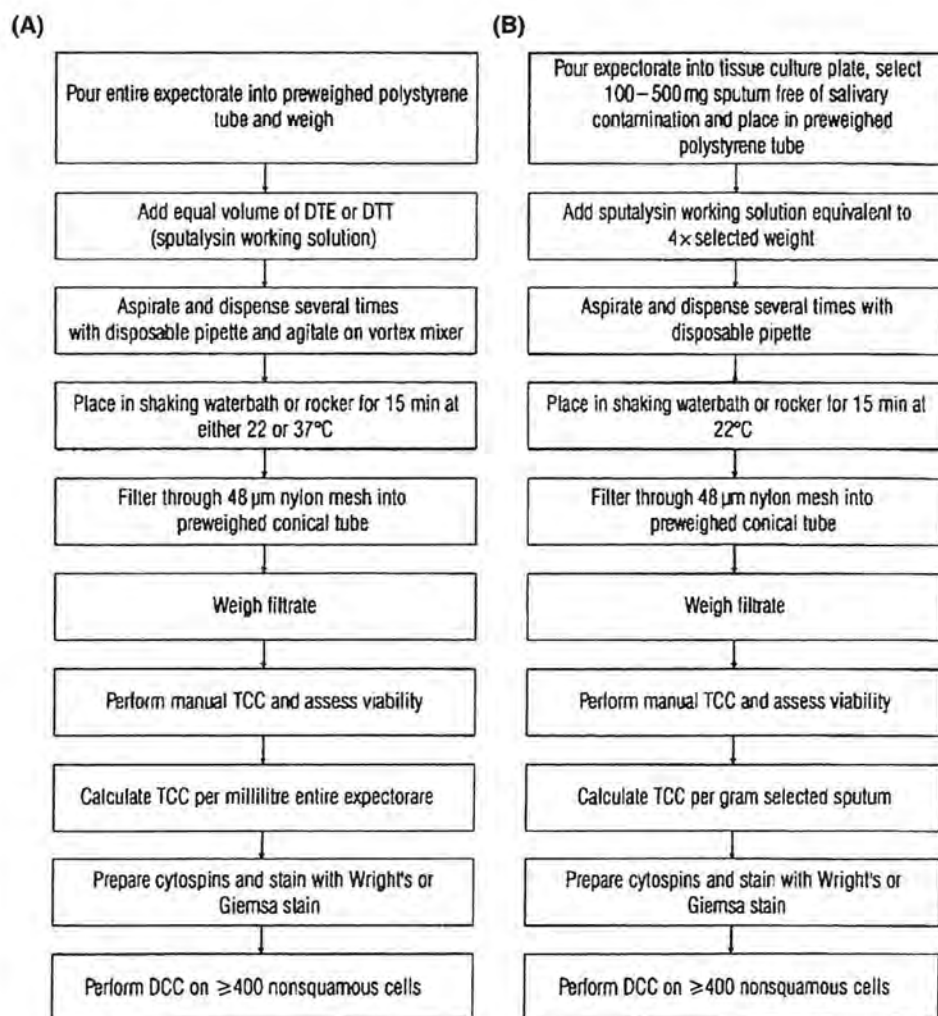 (A)
Pour entire expectorate into preweighed polystyrene
tube and weigh
Add equal volume of DTE or DTT
(sputalysin working solution)
Aspirate and dispense several times
with disposable pipette and agitate on vortex mixer
Place in shaking waterbath or rocker for 15 min at
either 22 or 37°C
Filter through 48 µm nylon mesh into
preweighed conical tube
Weigh filtrate
Perform manual TCC and assess viability
Calculate TCC per millilitre entire expectorare
Prepare cytospins and stain with Wright's or
Giemsa stain
Perform DCC on ≥400 nonsquamous cells
(B)
Pour expectorate into tissue culture plate, select
100–500 mg sputum free of salivary
contamination and place in preweighed
polystyrene tube
Add sputalysin working solution equivalent to
4× selected weight
Aspirate and dispense several times with
disposable pipette
Place in shaking waterbath or rocker for 15 min at
22°C
Filter through 48 µm nylon mesh into
preweighed conical tube
Weigh filtrate
Perform manual TCC and assess viability
Calculate TCC per gram selected sputum
Prepare cytospins and stain with Wright's or
Giemsa stain
Perform DCC on ≥400 nonsquamous cells